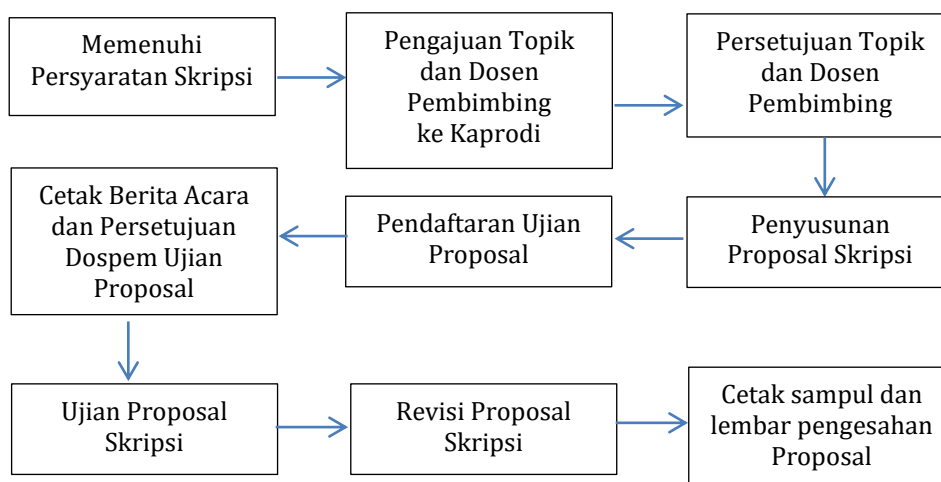 Memenuhi
Persyaratan Skripsi
Pengajuan Topik
dan Dosen
Pembimbing
ke Kaprodi
Persetujuan Topik
dan Dosen
Pembimbing
Penyusunan
Proposal Skripsi
Pendaftaran Ujian
Proposal
Cetak Berita Acara
dan Persetujuan
Dospem Ujian
Proposal
Ujian Proposal
Skripsi
Revisi Proposal
Skripsi
Cetak sampul dan
lembar pengesahan
Proposal